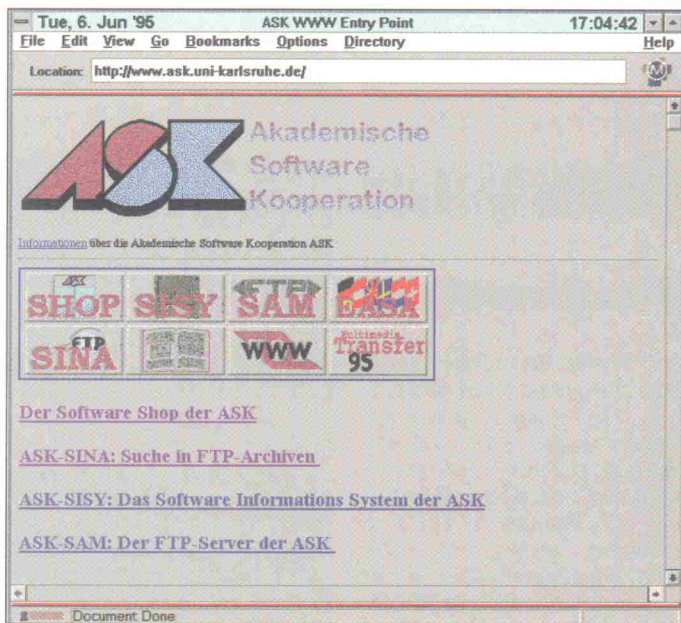 Tue, 6. Jun '95 ASK WWW Entry Point 17:04:42
File Edit View Go Bookmarks Options Directory Help
Location: http://www.ask.uni-karlsruhe.de/
ASK Akademische
Software
Kooperation
Informationen über die Akademische Software Kooperation ASK
ASK SHOP SISY FTP SAM EASA
SINA FTP WWW Multimedia Transfer 95
Der Software Shop der ASK
ASK-SINA: Suche in FTP-Archiven
ASK-SISY: Das Software Informations System der ASK
ASK-SAM: Der FTP-Server der ASK
Document: Done